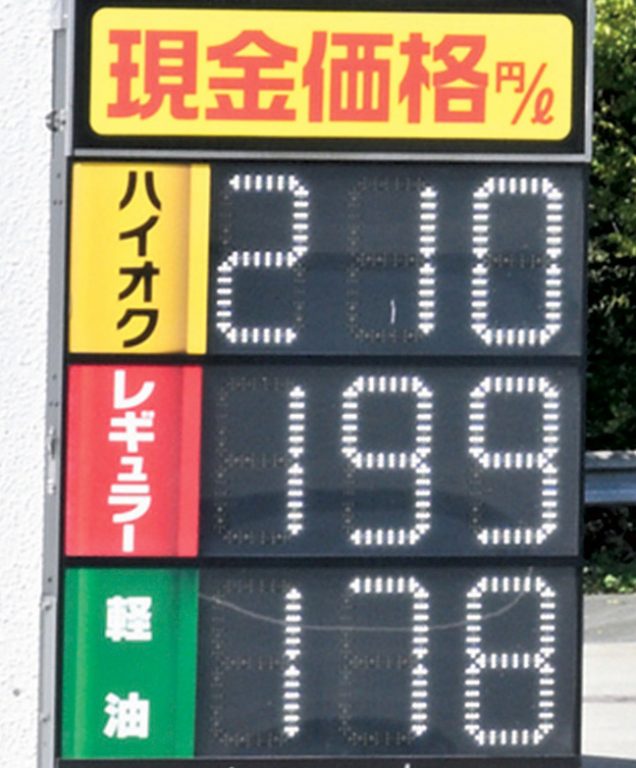 現金価格円/ℓ
ハイオク 210
レギュラー 199
軽油 178